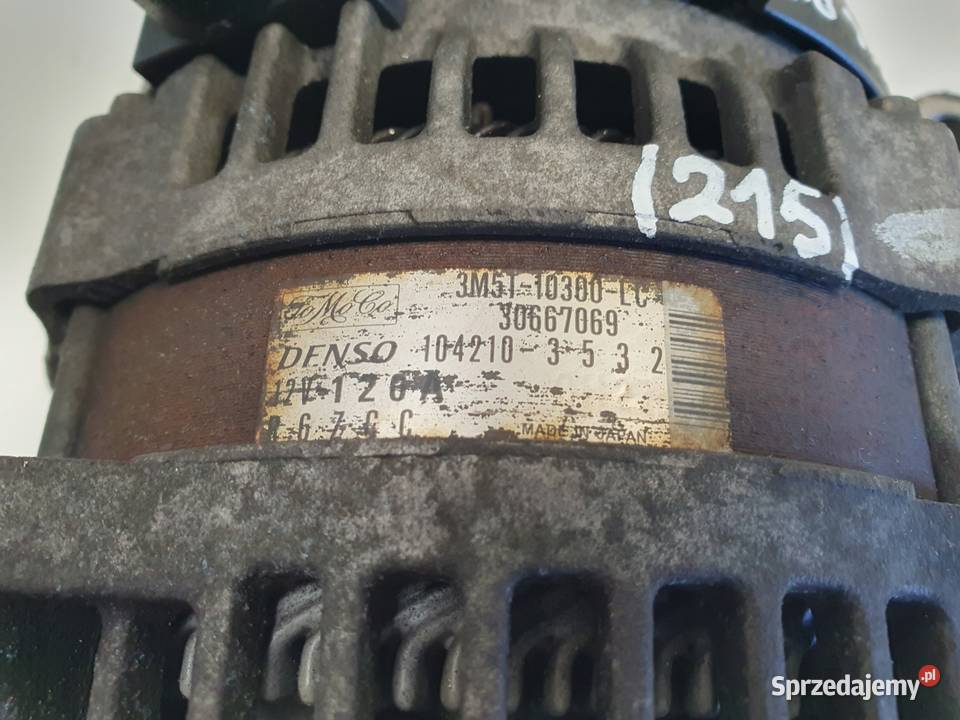 (215)
FoMoCo 3M5T-10300-LC
30667069
DENSO 104210-3532
12V-120A
MADE IN JAPAN
Sprzedajemy.pl